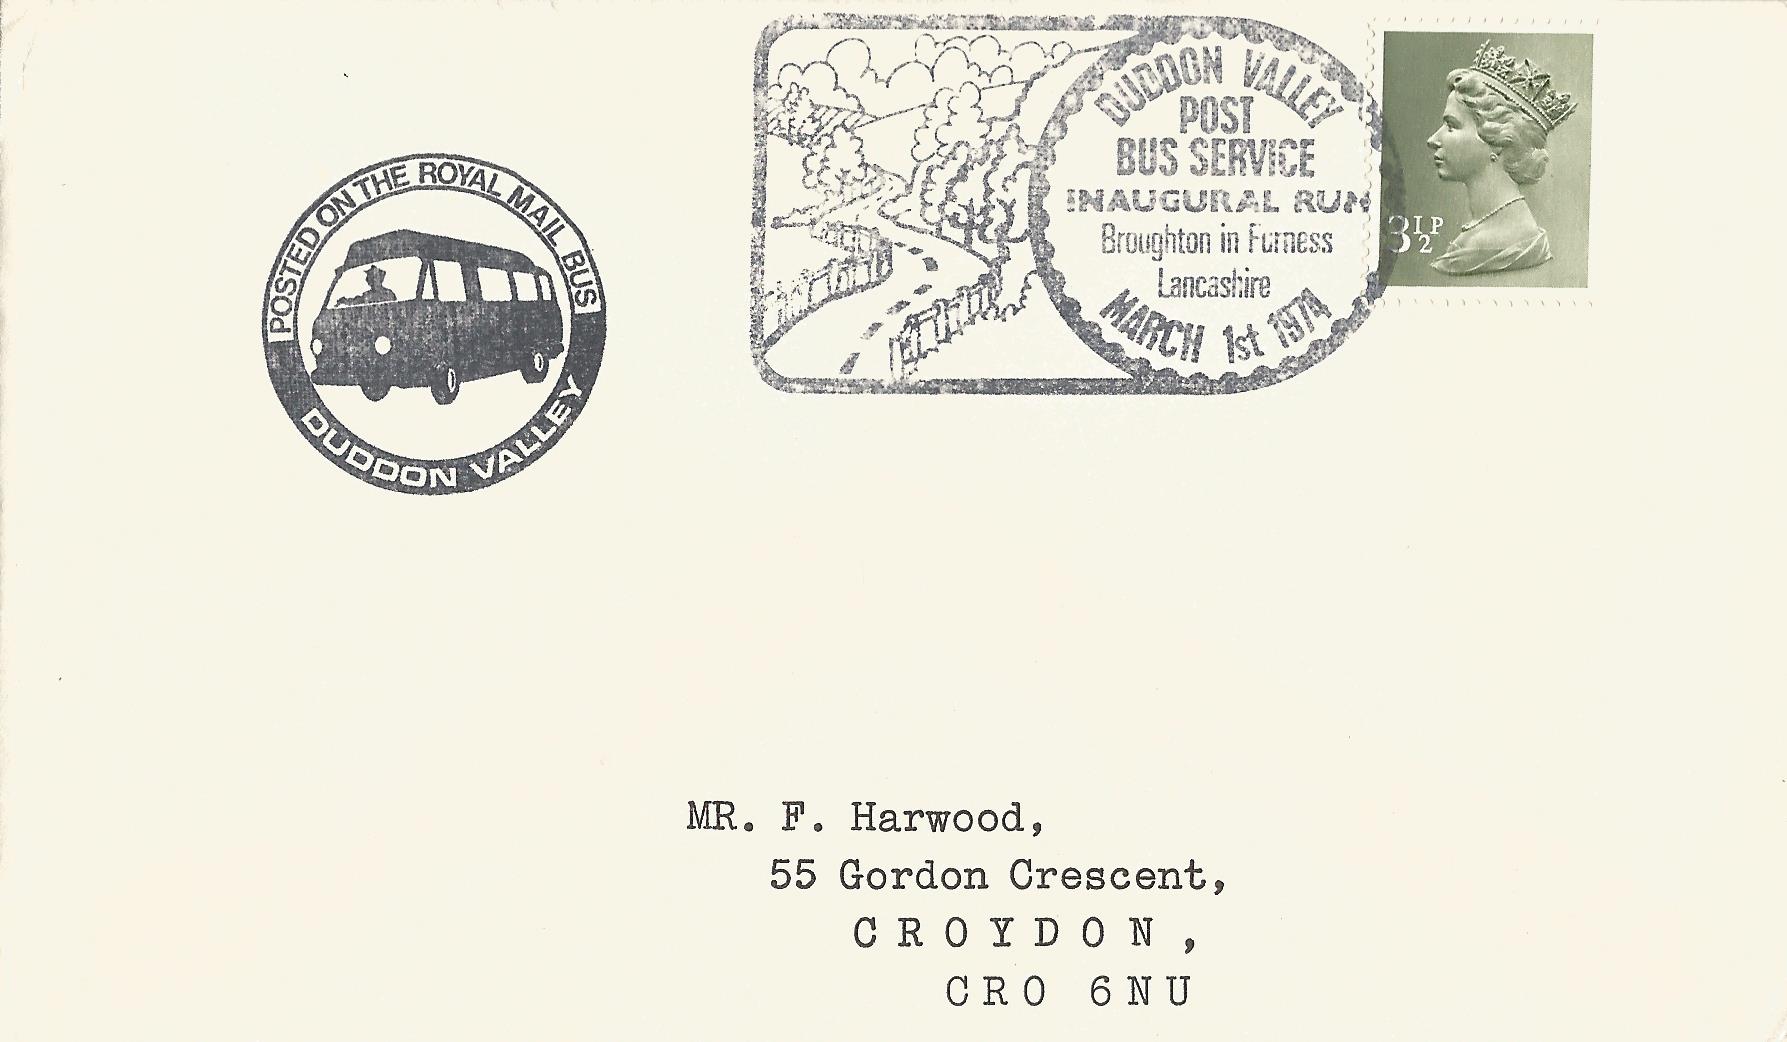 POSTED ON THE ROYAL MAIL BUS
DUDDON VALLEY
DUDDON VALLEY
POST
BUS SERVICE
INAUGURAL RUN
Broughton in Furness
Lancashire
MARCH 1st 1974
3½P
MR. F. Harwood,
55 Gordon Crescent,
CROYDON,
CRO 6NU